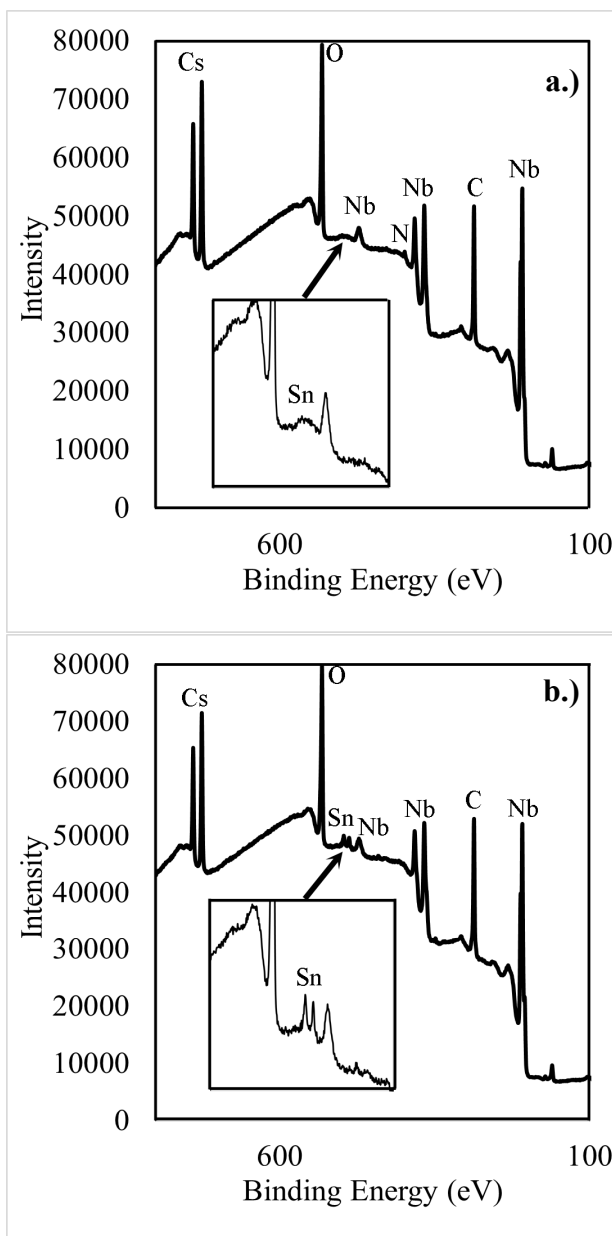 80000
70000
60000
50000
40000
30000
20000
10000
0
Intensity
Cs
O
a.)
Nb
N
Nb
C
Nb
Sn
600
100
Binding Energy (eV)
80000
70000
60000
50000
40000
30000
20000
10000
0
Intensity
Cs
O
b.)
Sn
Nb
Nb
C
Nb
Sn
600
100
Binding Energy (eV)